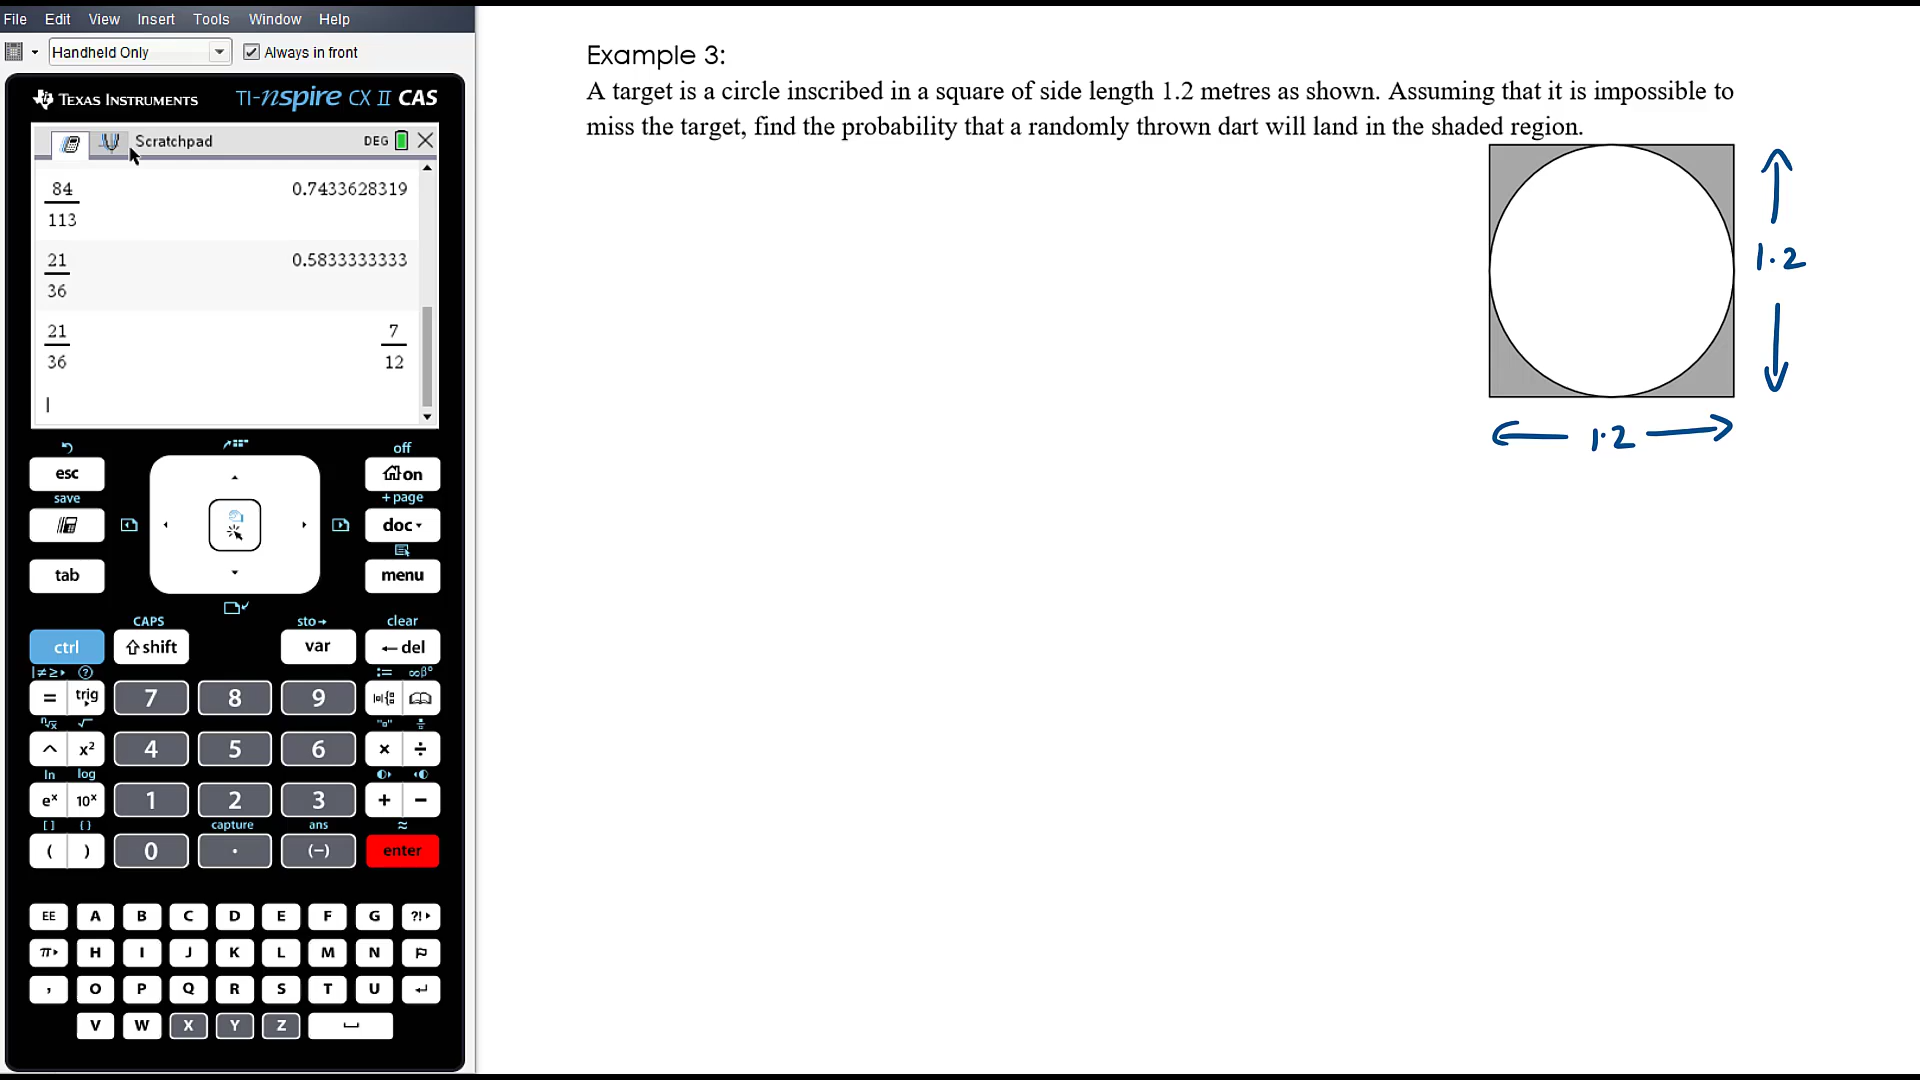 File Edit View Insert Tools Window Help
Handheld Only Always in front
TEXAS INSTRUMENTS TI-nspire CX II CAS
Scratchpad DEG
84
113
0.7433628319
21
36
0.5833333333
21
36
7
12
off
esc on
save + page
doc
tab menu
CAPS sto→ clear
ctrl ⇧shift var ←del
|≠≥▸ ? := ∞β°
= trig 7 8 9 |□|{
ⁿ√x √ "□" ÷
^ x² 4 5 6 × ÷
ln log
eˣ 10ˣ 1 2 3 + −
[ ] { } capture ans ≈
( ) 0 . (−) enter
EE A B C D E F G ?!▸
π▸ H I J K L M N
, O P Q R S T U ↵
V W X Y Z
Example 3:
A target is a circle inscribed in a square of side length 1.2 metres as shown. Assuming that it is impossible to
miss the target, find the probability that a randomly thrown dart will land in the shaded region.
1.2
1.2